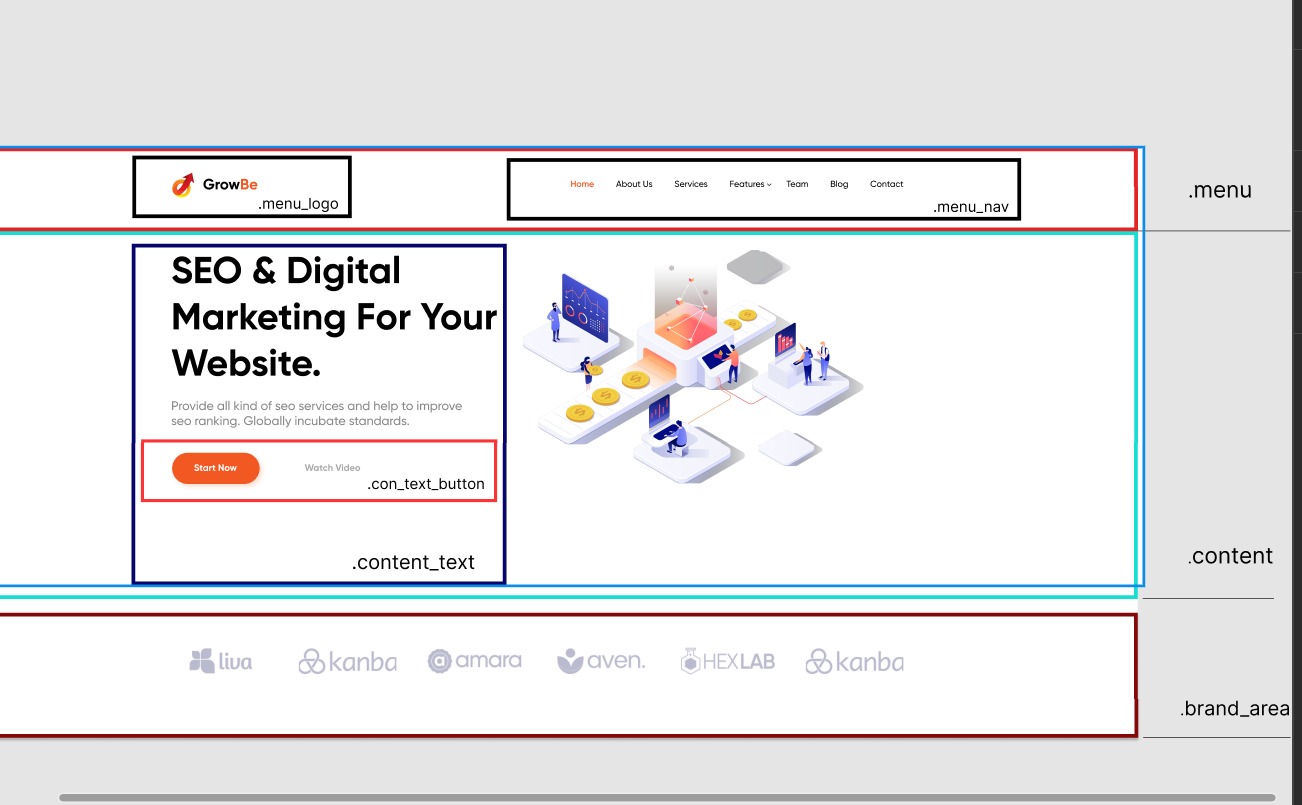 GrowBe
.menu_logo
Home About Us Services Features Team Blog Contact
.menu_nav
.menu
SEO & Digital
Marketing For Your
Website.
Provide all kind of seo services and help to improve
seo ranking. Globally incubate standards.
Start Now Watch Video
.con_text_button
.content_text
.content
liva kanba amara aven. HEXLAB kanba
.brand_area